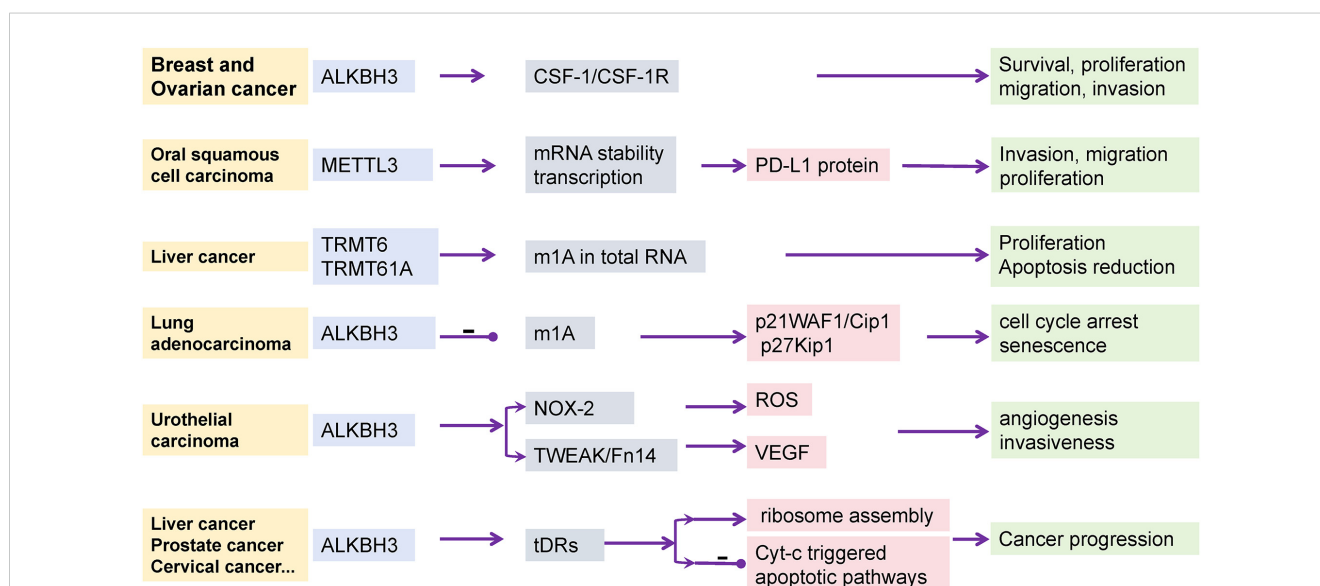 Breast and
Ovarian cancer
ALKBH3
CSF-1/CSF-1R
Survival, proliferation
migration, invasion
Oral squamous
cell carcinoma
METTL3
mRNA stability
transcription
PD-L1 protein
Invasion, migration
proliferation
Liver cancer
TRMT6
TRMT61A
m1A in total RNA
Proliferation
Apoptosis reduction
Lung
adenocarcinoma
ALKBH3
m1A
p21WAF1/Cip1
p27Kip1
cell cycle arrest
senescence
Urothelial
carcinoma
ALKBH3
NOX-2
ROS
TWEAK/Fn14
VEGF
angiogenesis
invasiveness
Liver cancer
Prostate cancer
Cervical cancer...
ALKBH3
tDRs
ribosome assembly
Cyt-c triggered
apoptotic pathways
Cancer progression